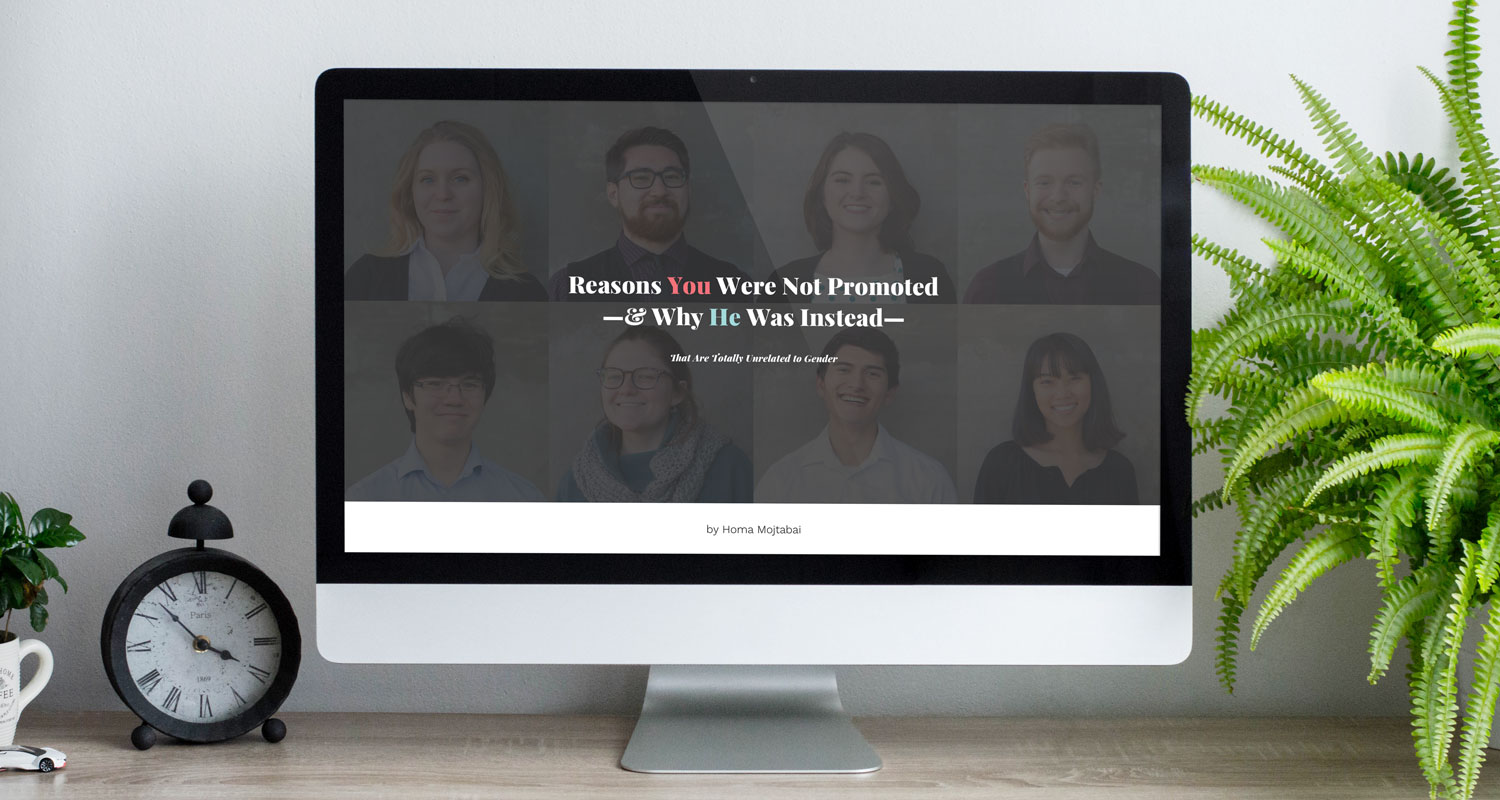 Reasons You Were Not Promoted
—& Why He Was Instead—
That Are Totally Unrelated to Gender
by Homa Mojtabai
Paris
1869
HOME
COFFEE